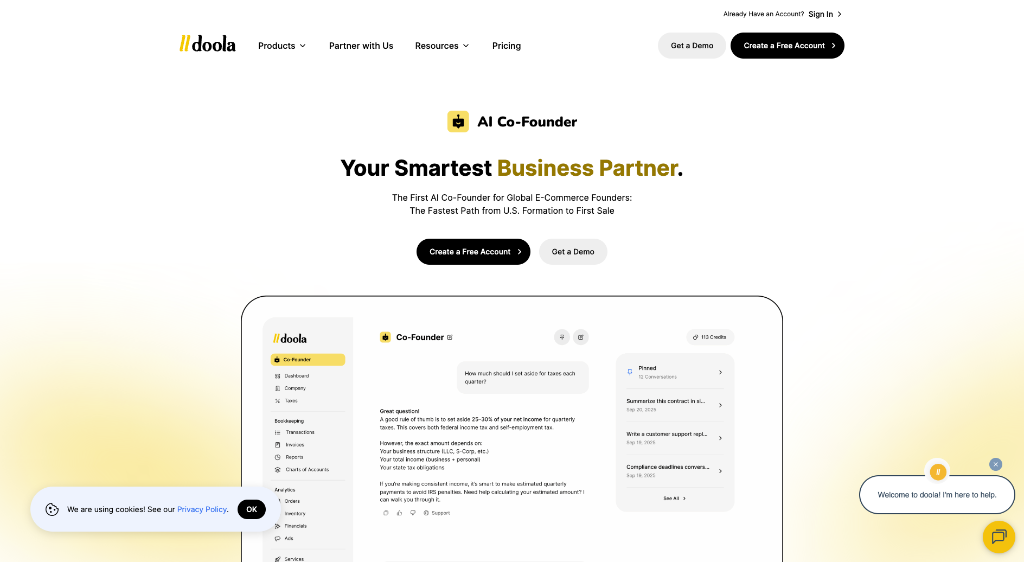 Already Have an Account? Sign In
doola
Products
Partner with Us
Resources
Pricing
Get a Demo
Create a Free Account
AI Co-Founder
Your Smartest Business Partner.
The First AI Co-Founder for Global E-Commerce Founders:
The Fastest Path from U.S. Formation to First Sale
Create a Free Account
Get a Demo
doola
Co-Founder
Dashboard
Company
Taxes
Bookkeeping
Transactions
Invoices
Reports
Charts of Accounts
Analytics
Orders
Inventory
Financials
Ads
Services
Co-Founder
How much should I set aside for taxes each
quarter?
Great question!
A good rule of thumb is to set aside 25–30% of your net income for quarterly
taxes. This covers both federal income tax and self-employment tax.
However, the exact amount depends on:
Your business structure (LLC, S-Corp, etc.)
Your total income (business + personal)
Your state tax obligations
If you're making consistent income, it's smart to make estimated quarterly
payments to avoid IRS penalties. Need help calculating your estimated amount? I
can walk you through it.
Support
113 Credits
Pinned
12 Conversations
Summarize this contract in si...
Sep 20, 2025
Write a customer support repl...
Sep 19, 2025
Compliance deadlines convers...
Sep 19, 2025
See All
We are using cookies! See our Privacy Policy.
OK
Welcome to doola! I'm here to help.